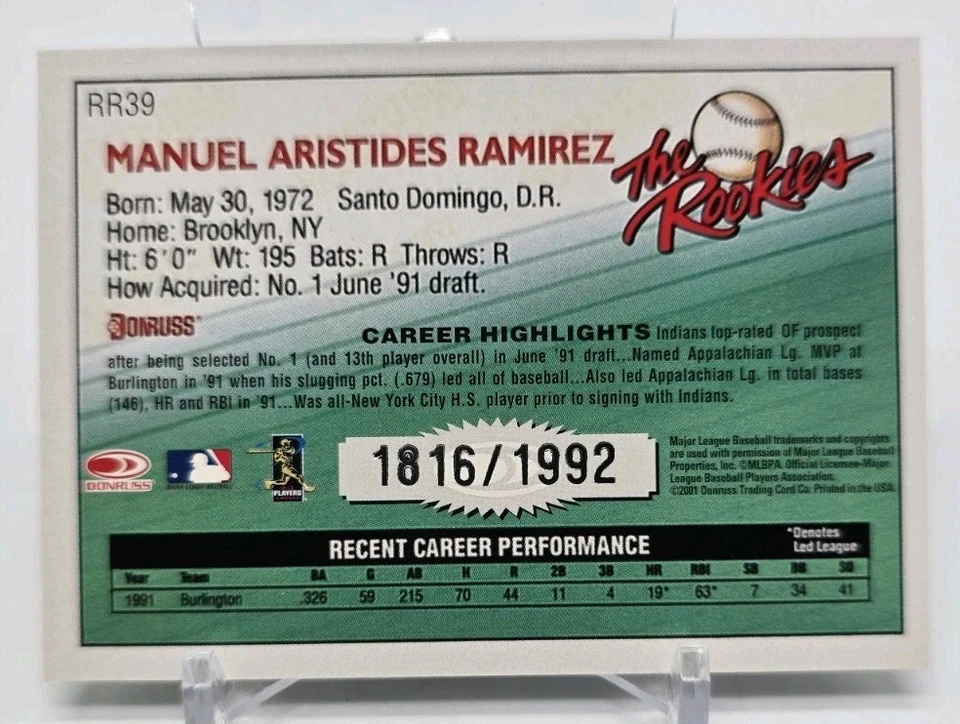 RR39
MANUEL ARISTIDES RAMIREZ
The Rookies
Born: May 30, 1972 Santo Domingo, D.R.
Home: Brooklyn, NY
Ht: 6'0" Wt: 195 Bats: R Throws: R
How Acquired: No. 1 June '91 draft.
DONRUSS
CAREER HIGHLIGHTS Indians top-rated OF prospect
after being selected No. 1 (and 13th player overall) in June '91 draft...Named Appalachian Lg. MVP at
Burlington in '91 when his slugging pct. (.679) led all of baseball...Also led Appalachian Lg. in total bases
(146), HR and RBI in '91...Was all-New York City H.S. player prior to signing with Indians.
DONRUSS
PLAYERS
1816/1992
Major League Baseball trademarks and copyrights
are used with permission of Major League Baseball
Properties, Inc. ©MLBPA. Official Licensee-Major
League Baseball Players Association.
©2001 Donruss Trading Card Co. Printed in the USA.
RECENT CAREER PERFORMANCE
*Denotes
Led League
Year Team BA G AB H R 2B 3B HR RBI SB BB SO
1991 Burlington .326 59 215 70 44 11 4 19* 63* 7 34 41